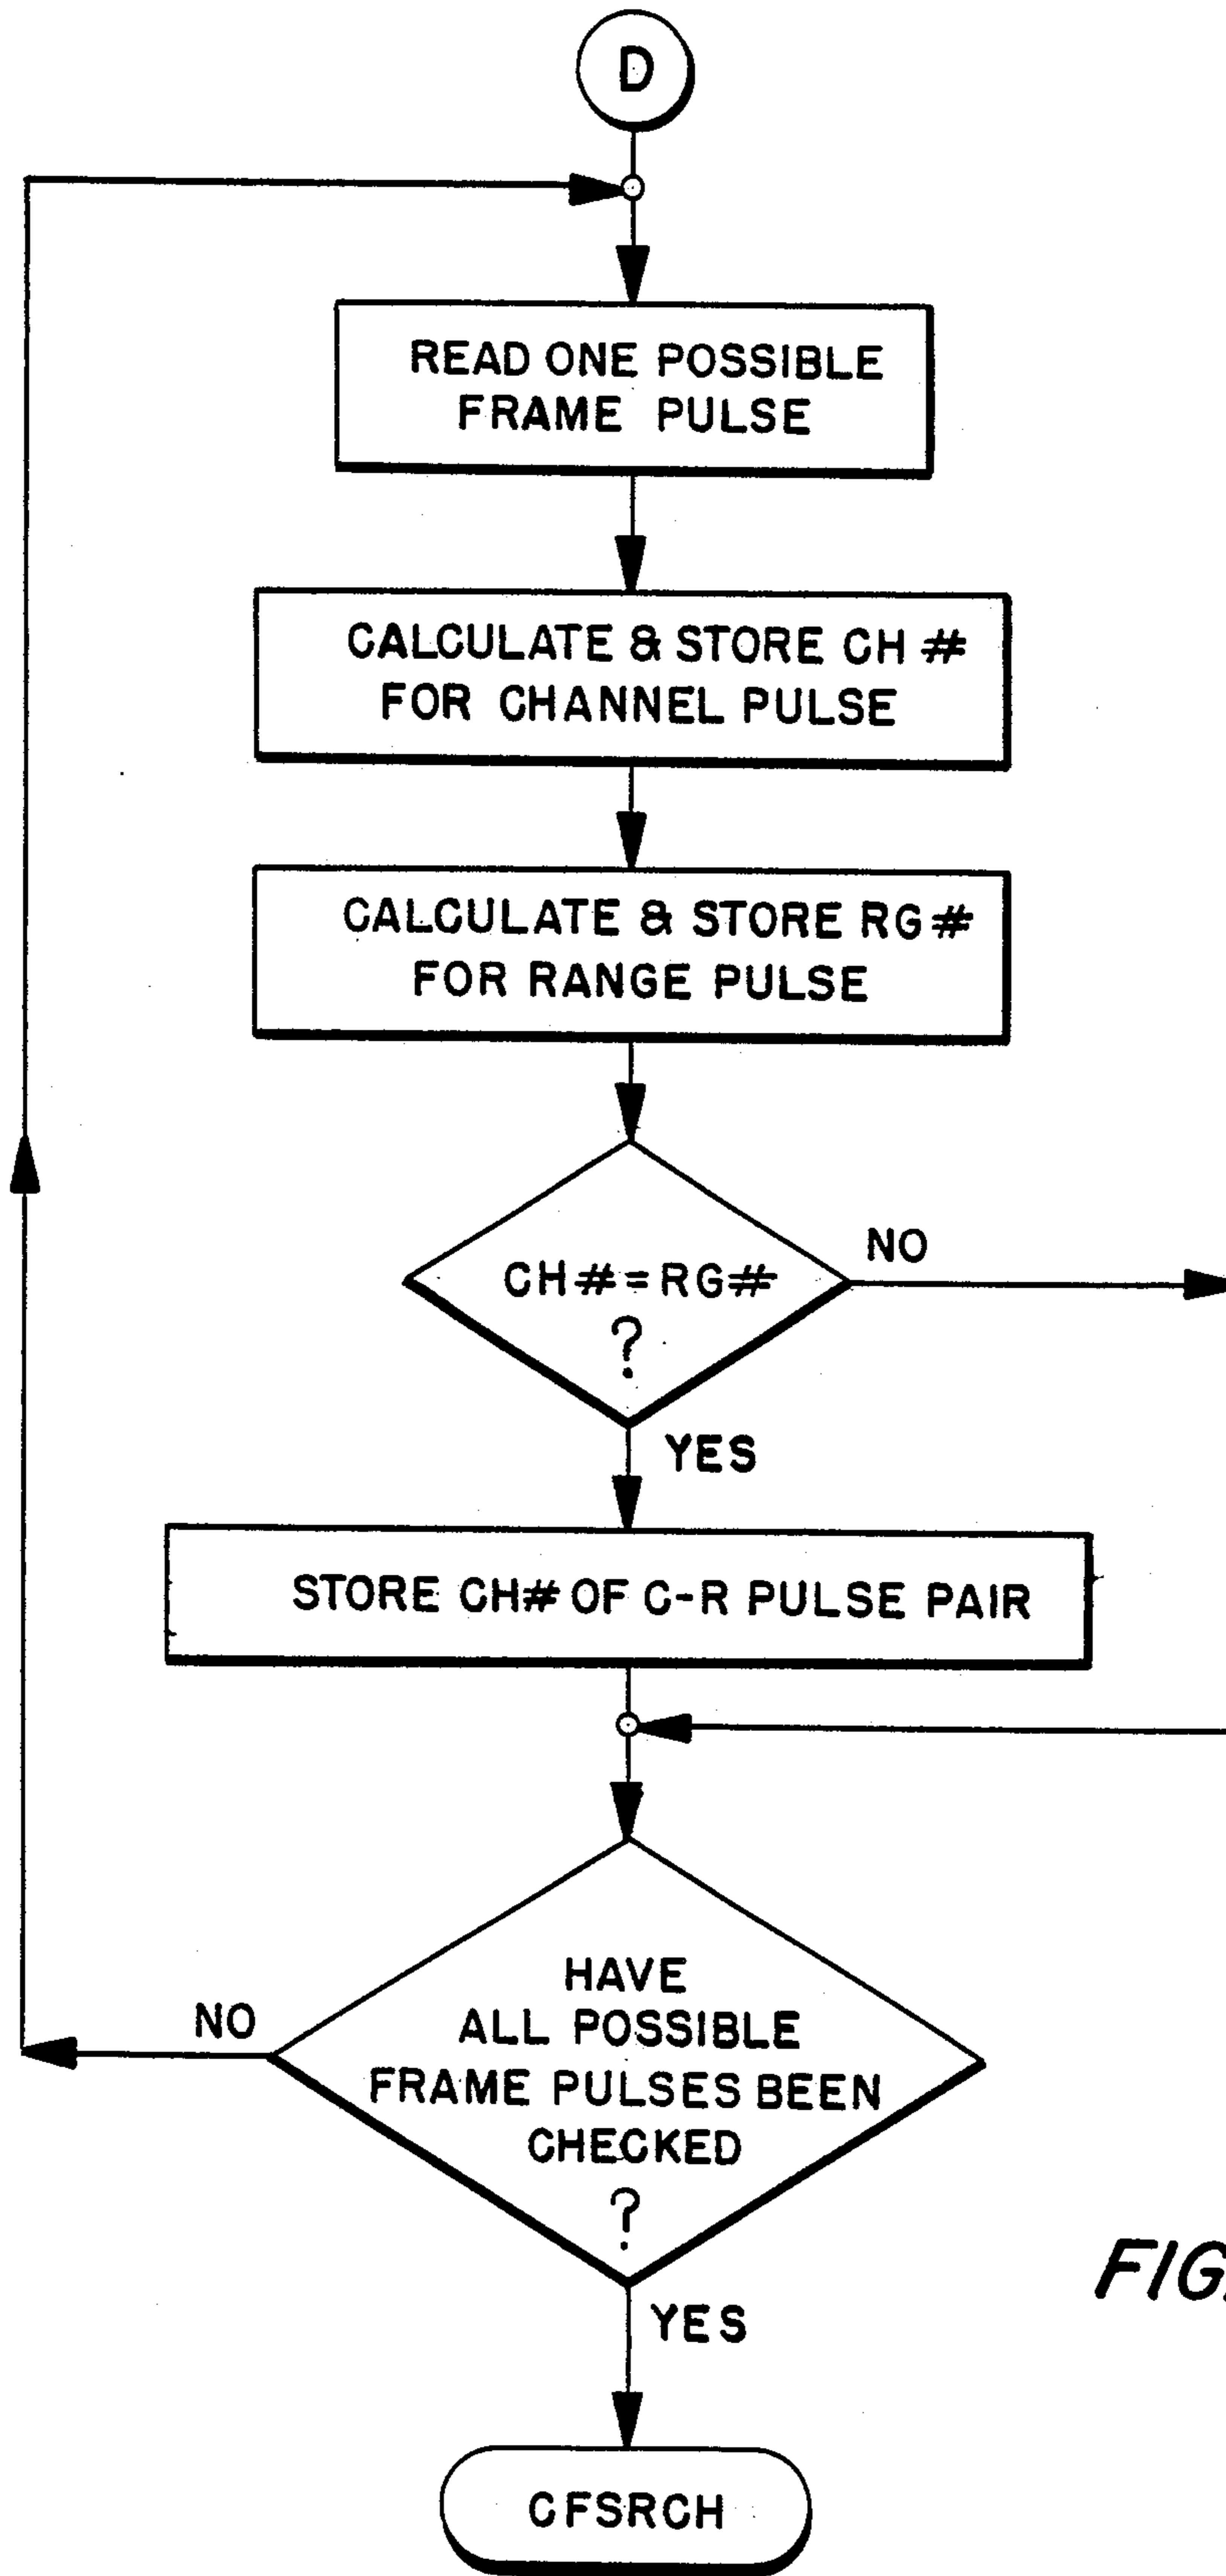 D
READ ONE POSSIBLE
FRAME PULSE
CALCULATE & STORE CH #
FOR CHANNEL PULSE
CALCULATE & STORE RG#
FOR RANGE PULSE
CH#=RG#
?
NO
YES
STORE CH# OF C-R PULSE PAIR
HAVE
ALL POSSIBLE
FRAME PULSES BEEN
CHECKED
?
NO
YES
FIG.
CFSRCH